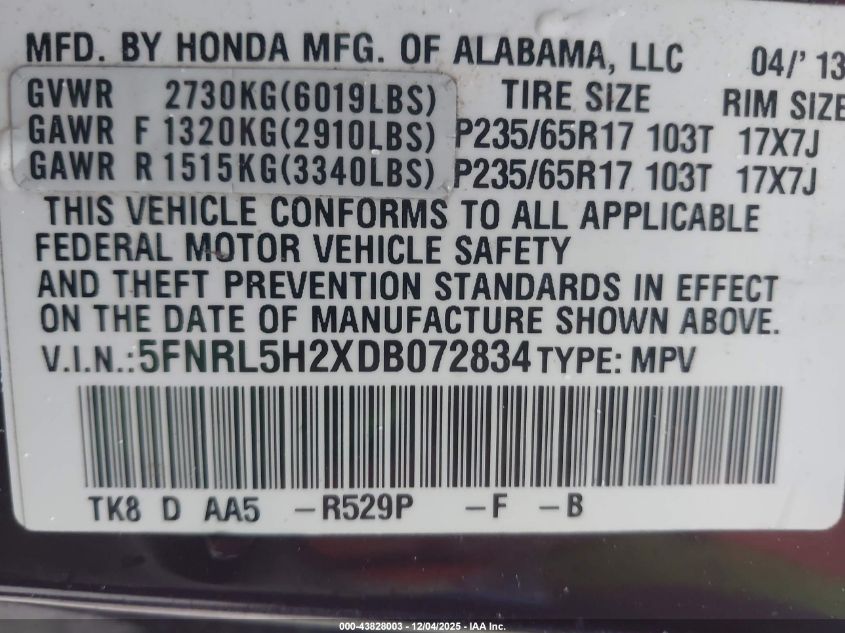 MFD. BY HONDA MFG. OF ALABAMA, LLC 04/' 13
GVWR 2730KG(6019LBS) TIRE SIZE RIM SIZE
GAWR F 1320KG(2910LBS) P235/65R17 103T 17X7J
GAWR R 1515KG(3340LBS) P235/65R17 103T 17X7J
THIS VEHICLE CONFORMS TO ALL APPLICABLE
FEDERAL MOTOR VEHICLE SAFETY
AND THEFT PREVENTION STANDARDS IN EFFECT
ON THE DATE OF MANUFACTURE SHOWN ABOVE.
V.I.N.:5FNRL5H2XDB072834 TYPE: MPV
TK8 D AA5 -R529P -F -B
000-43828003 - 12/04/2025 - IAA Inc.